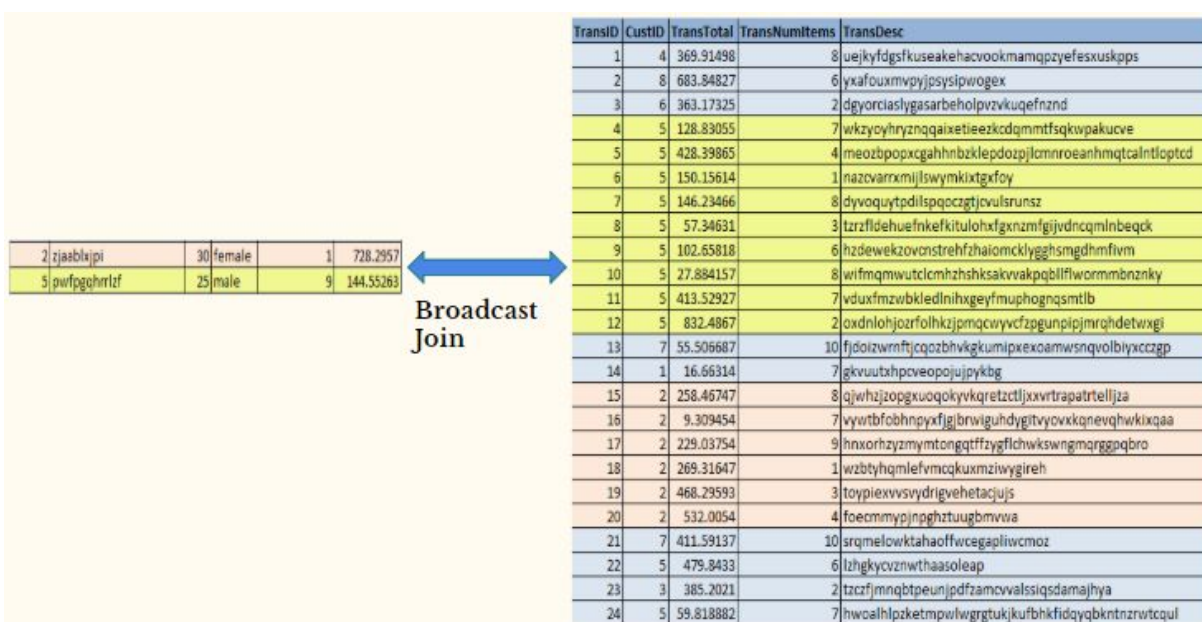 TransID CustID TransTotal TransNumItems TransDesc
1 4 369.91498 8 uejkyfdgsfkuseakehacvookmamqpzyefesxuskpps
2 8 683.84827 6 yxafouxmvpyjpsysipwogex
3 6 363.17325 2 dgyorciaslygasarbeholpvzvkuqefnznd
4 5 128.83055 7 wkzyoyhryznqqaixetieezkcdqmmtfsqkwpakucve
5 5 428.39865 4 meozbpopxcgahhnbzklepdozpjlcmnroeanhmqtcalntloptcd
6 5 150.15614 1 nazcvarrxmijlswymkixtgxfoy
7 5 146.23466 8 dyvoquytpdilspqoczgtjcvulsrunsz
8 5 57.34631 3 tzrzfldehuefnkefkitulohxfgxnzmfgijvdncqmlnbeqck
9 5 102.65818 6 hzdewekzovcnstrehfzhaiomcklygghsmgdhmfivm
10 5 27.884157 8 wifmqmwutclcmhzhshksakvvakpqbllflwormmbnznky
11 5 413.52927 7 vduxfmzwbkledlnihxgeyfmuphognqsmtlb
12 5 832.4867 2 oxdnlohjozrfolhkzjpmqcwyvcfzpgunpipjmrqhdetwxgi
13 7 55.506687 10 fjdoizwrnftjcqozbhvkgkumipxexoamwsnqvolbiyxcczgp
14 1 16.66314 7 gkvuutxhpcveopojujpykbg
15 2 258.46747 8 qjwhzjzopgxuoqokyvkqretzctljxxvrtrapatrtelljza
16 2 9.309454 7 vywtbfobhnpyxfjgjbrwiguhdygitvyovxkqnevqhwkixqaa
17 2 229.03754 9 hnxorhzyzmymtongqtffzygflchwkswngmqrggpqbro
18 2 269.31647 1 wzbtyhqmlefvmcqkuxmziwygireh
19 2 468.29593 3 toypiexvvsvydrigvehetacjujs
20 2 532.0054 4 foecmmypjnpghztuugbmvwa
21 7 411.59137 10 srqmelowktahaoffwcegapliwcmoz
22 5 479.8433 6 lzhgkycvznwthaasoleap
23 3 385.2021 2 tzczfjmnqbtpeunjpdfzamcvvalssiqsdamajhya
24 5 59.818882 7 hwoalhlpzketmpwlwgrgtukjkufbhkfidqyqbkntnzrwtcqul
2 zjaablxjpi 30 female 1 728.2957
5 pwfpgqhrrlzf 25 male 9 144.55263
Broadcast
Join